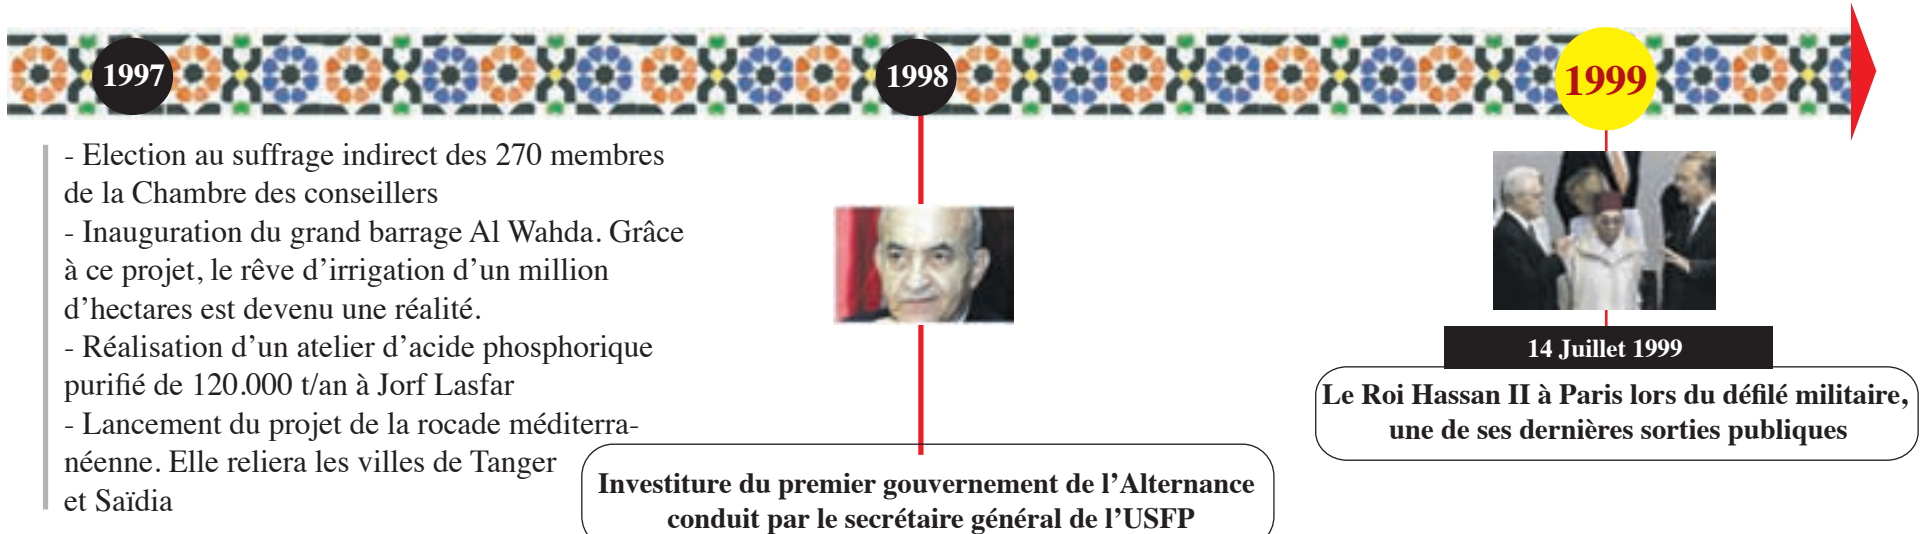 1997
1998
1999
- Election au suffrage indirect des 270 membres
de la Chambre des conseillers
- Inauguration du grand barrage Al Wahda. Grâce
à ce projet, le rêve d’irrigation d’un million
d’hectares est devenu une réalité.
- Réalisation d’un atelier d’acide phosphorique
purifié de 120.000 t/an à Jorf Lasfar
- Lancement du projet de la rocade méditerra-
néenne. Elle reliera les villes de Tanger
et Saïdia
Investiture du premier gouvernement de l’Alternance
conduit par le secrétaire général de l’USFP
14 Juillet 1999
Le Roi Hassan II à Paris lors du défilé militaire,
une de ses dernières sorties publiques